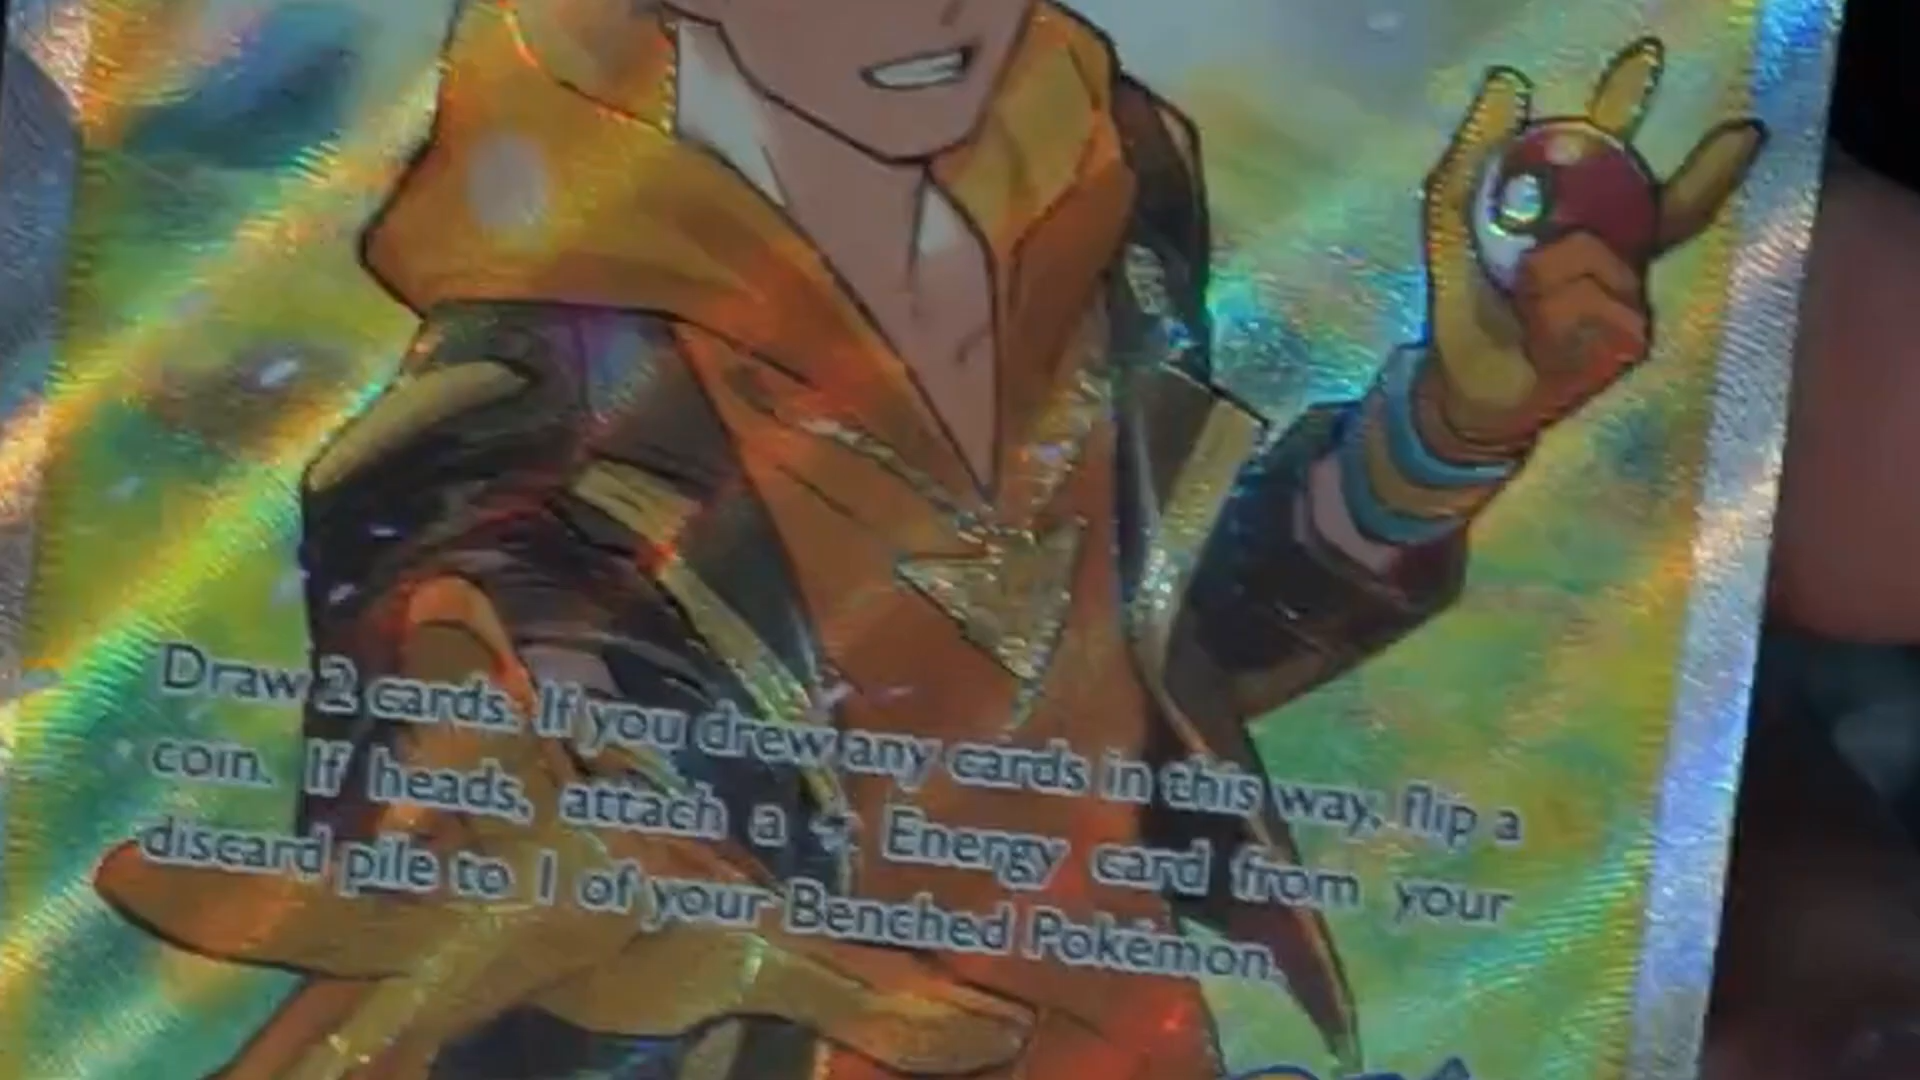 Draw 2 cards. If you drew any cards in this way, flip a
coin. If heads, attach a Energy card from your
discard pile to 1 of your Benched Pokémon.